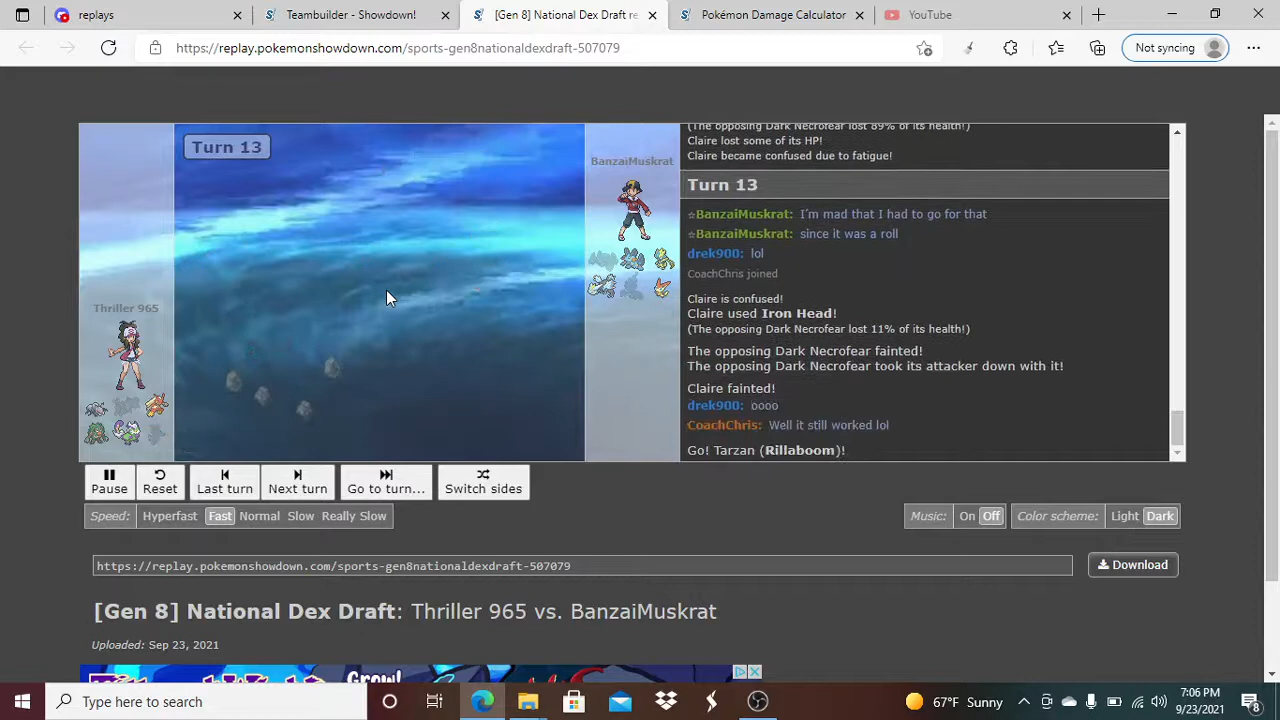 replays
Teambuilder - Showdown!
[Gen 8] National Dex Draft re
Pokémon Damage Calculator
YouTube
https://replay.pokemonshowdown.com/sports-gen8nationaldexdraft-507079
Not syncing
Turn 13
BanzaiMuskrat
Thriller 965
(The opposing Dark Necrofear lost 89% of its health!)
Claire lost some of its HP!
Claire became confused due to fatigue!
Turn 13
☆BanzaiMuskrat: I'm mad that I had to go for that
☆BanzaiMuskrat: since it was a roll
drek900: lol
CoachChris joined
Claire is confused!
Claire used Iron Head!
(The opposing Dark Necrofear lost 11% of its health!)
The opposing Dark Necrofear fainted!
The opposing Dark Necrofear took its attacker down with it!
Claire fainted!
drek900: oooo
CoachChris: Well it still worked lol
Go! Tarzan (Rillaboom)!
Pause
Reset
Last turn
Next turn
Go to turn...
Switch sides
Speed: Hyperfast Fast Normal Slow Really Slow
Music: On Off
Color scheme: Light Dark
https://replay.pokemonshowdown.com/sports-gen8nationaldexdraft-507079
Download
[Gen 8] National Dex Draft: Thriller 965 vs. BanzaiMuskrat
Uploaded: Sep 23, 2021
Grow!
Type here to search
67°F Sunny
7:06 PM
9/23/2021
8